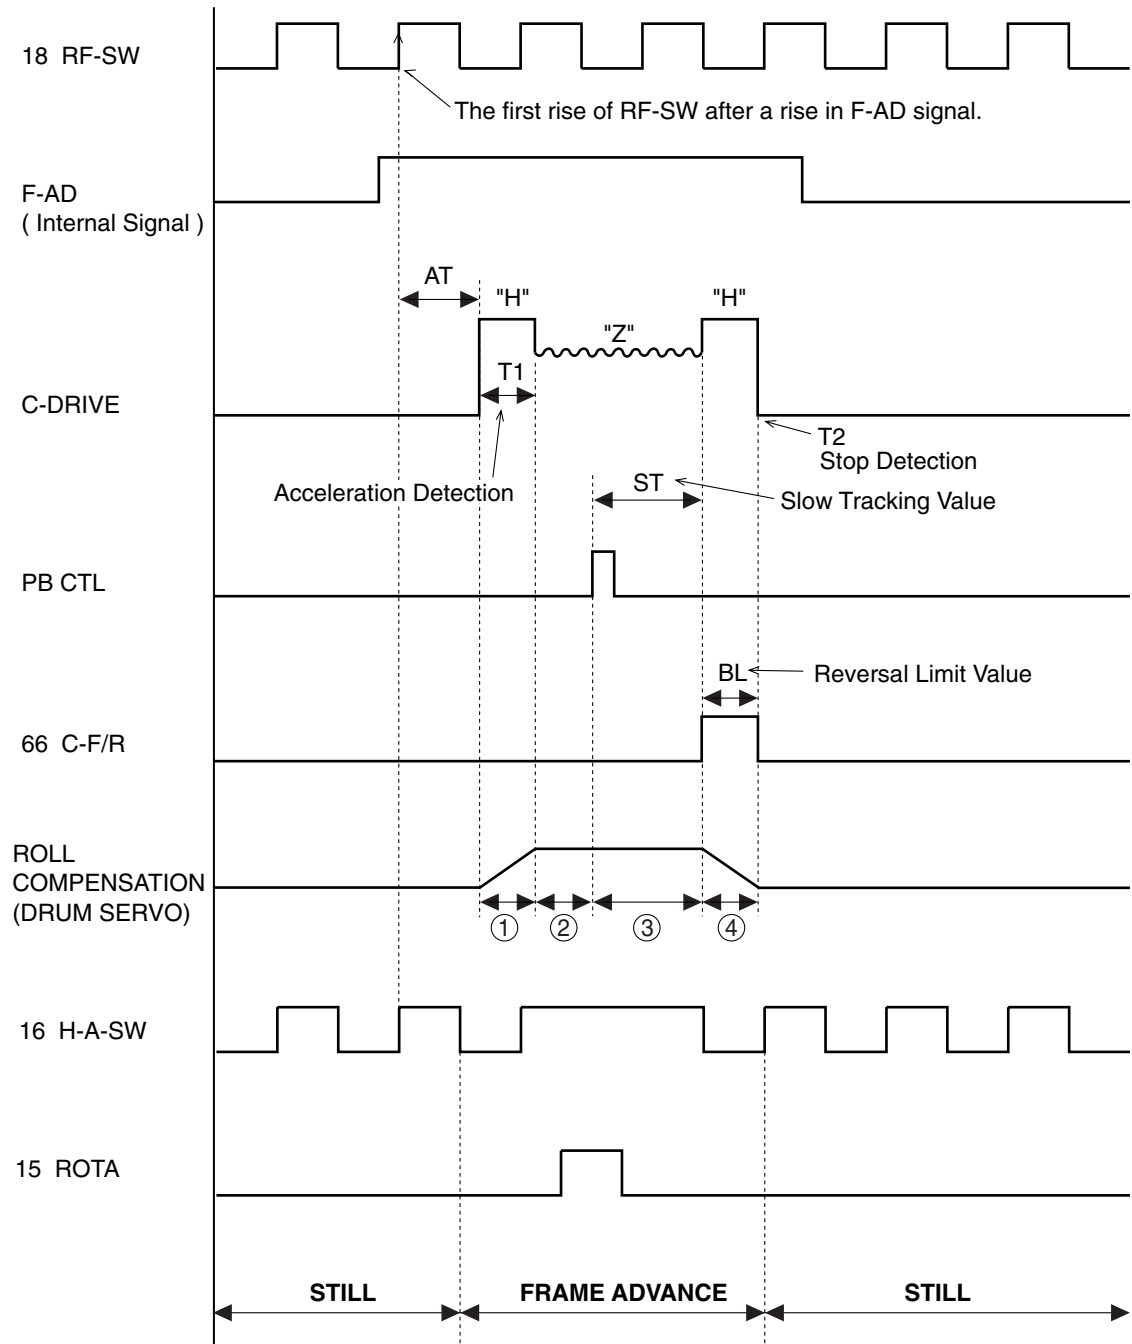 18 RF-SW
The first rise of RF-SW after a rise in F-AD signal.
F-AD
( Internal Signal )
AT
"H"
"H"
"Z"
T1
C-DRIVE
T2
Stop Detection
Acceleration Detection
ST
Slow Tracking Value
PB CTL
BL
Reversal Limit Value
66 C-F/R
ROLL
COMPENSATION
(DRUM SERVO)
① ② ③ ④
16 H-A-SW
15 ROTA
STILL FRAME ADVANCE STILL